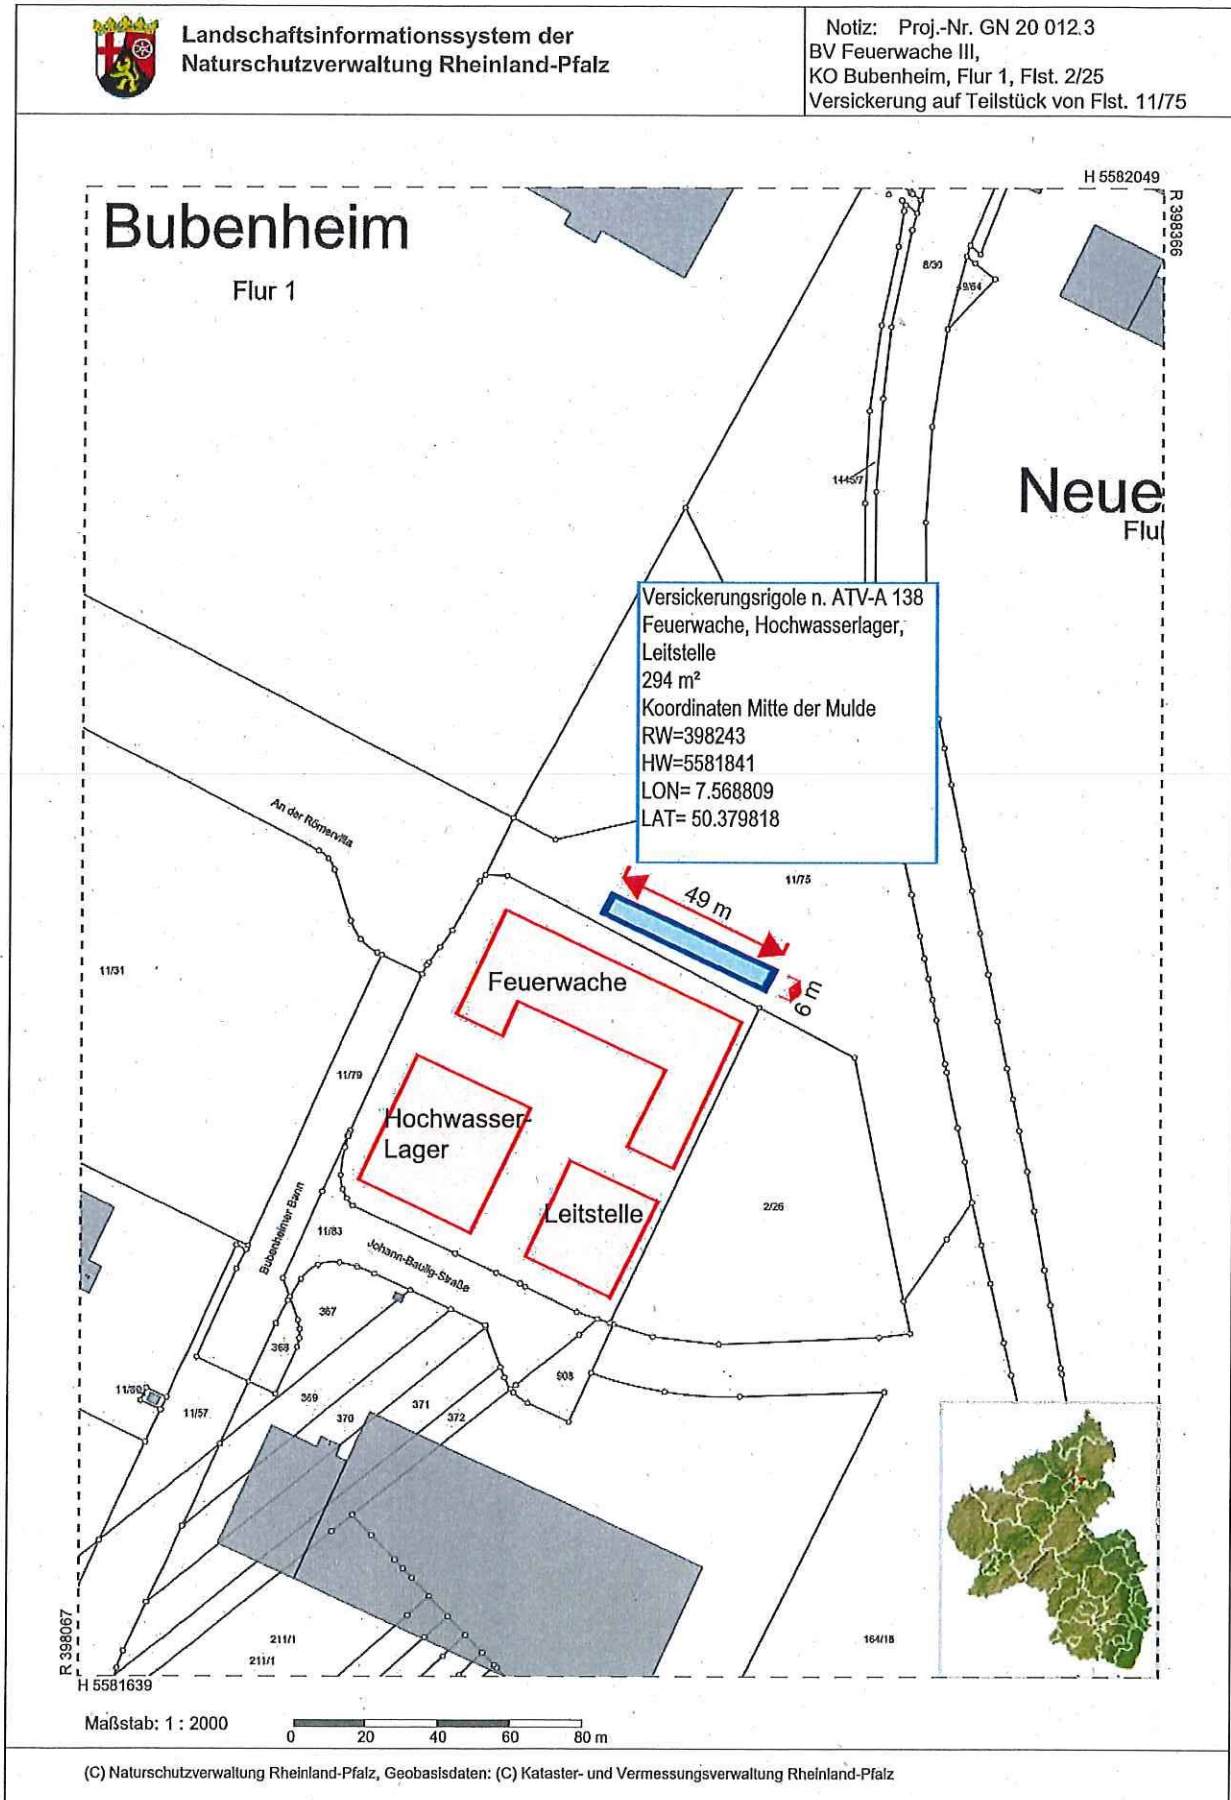 Landschaftsinformationssystem der
Naturschutzverwaltung Rheinland-Pfalz
Notiz: Proj.-Nr. GN 20 012.3
BV Feuerwache III,
KO Bubenheim, Flur 1, Flst. 2/25
Versickerung auf Teilstück von Flst. 11/75
H 5582049
R 398366
Bubenheim
Flur 1
8/30
9/64
1445/7
Neue
Flu
Versickerungsrigole n. ATV-A 138
Feuerwache, Hochwasserlager,
Leitstelle
294 m²
Koordinaten Mitte der Mulde
RW=398243
HW=5581841
LON= 7.568809
LAT= 50.379818
An der Römervilla
11/75
49 m
6 m
11/31
Feuerwache
11/79
Hochwasser-
Lager
Leitstelle
2/26
Bubenheimer Bann
11/83
Johann-Baulig-Straße
367
368
11/80
11/57
369
370
371
372
908
211/1
211/1
164/18
R 398067
H 5581639
Maßstab: 1 : 2000
0 20 40 60 80 m
(C) Naturschutzverwaltung Rheinland-Pfalz, Geobasisdaten: (C) Kataster- und Vermessungsverwaltung Rheinland-Pfalz